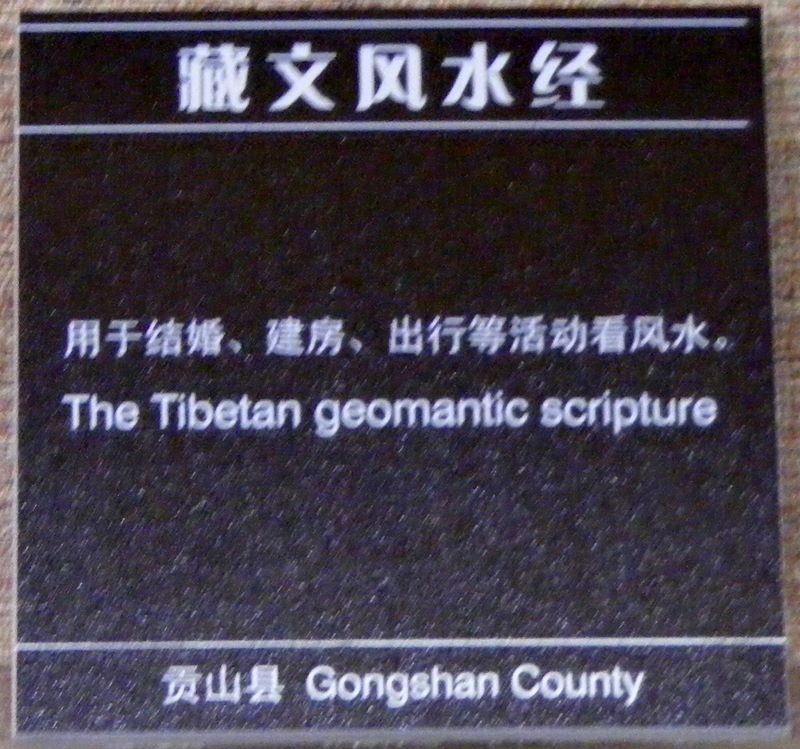 藏文风水经
用于结婚、建房、出行等活动看风水。
The Tibetan geomantic scripture
贡山县 Gongshan County